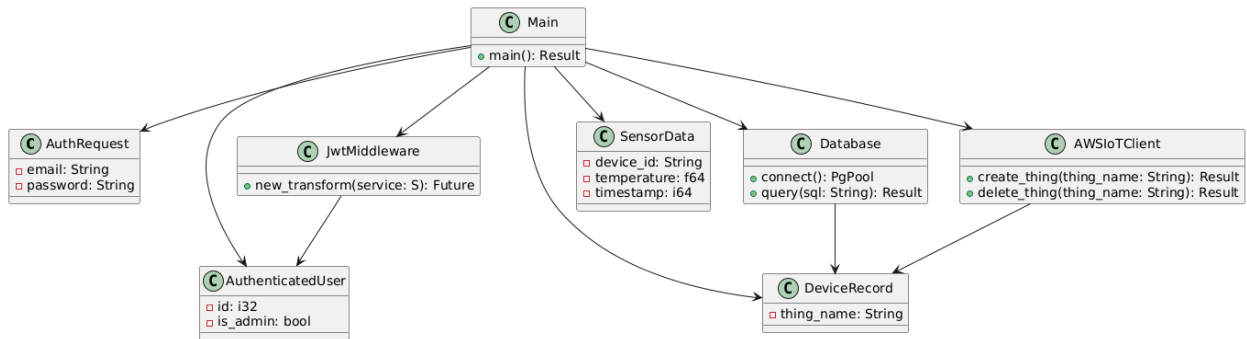 C Main
main(): Result
C AuthRequest
email: String
password: String
C JwtMiddleware
new_transform(service: S): Future
C SensorData
device_id: String
temperature: f64
timestamp: i64
C Database
connect(): PgPool
query(sql: String): Result
C AWSIoTClient
create_thing(thing_name: String): Result
delete_thing(thing_name: String): Result
C AuthenticatedUser
id: i32
is_admin: bool
C DeviceRecord
thing_name: String